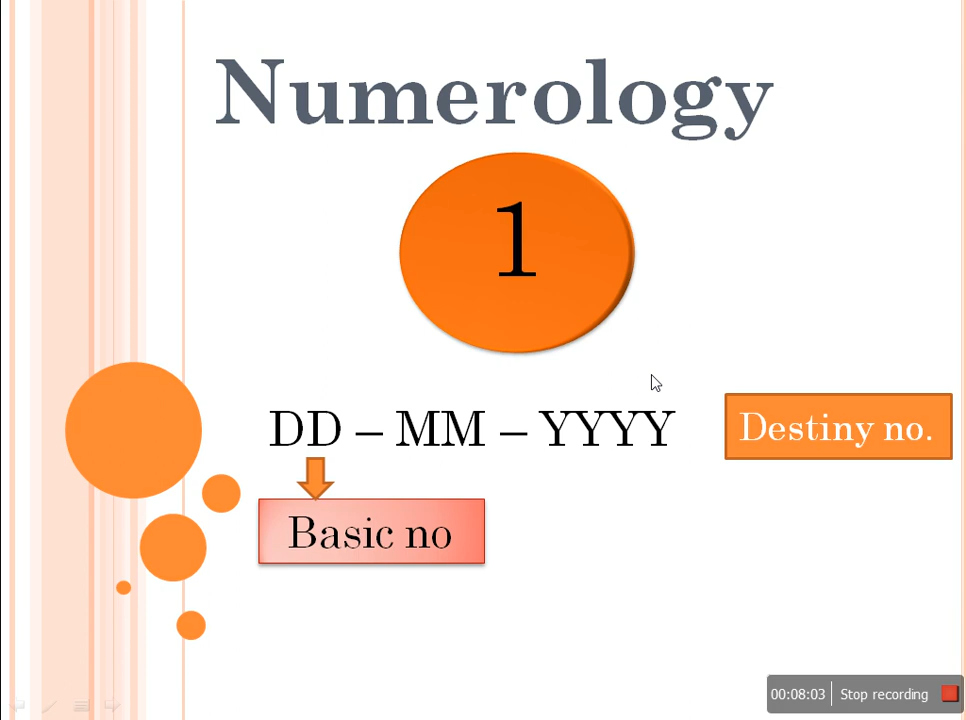 Numerology
1
DD – MM – YYYY
Destiny no.
Basic no
00:08:03 Stop recording